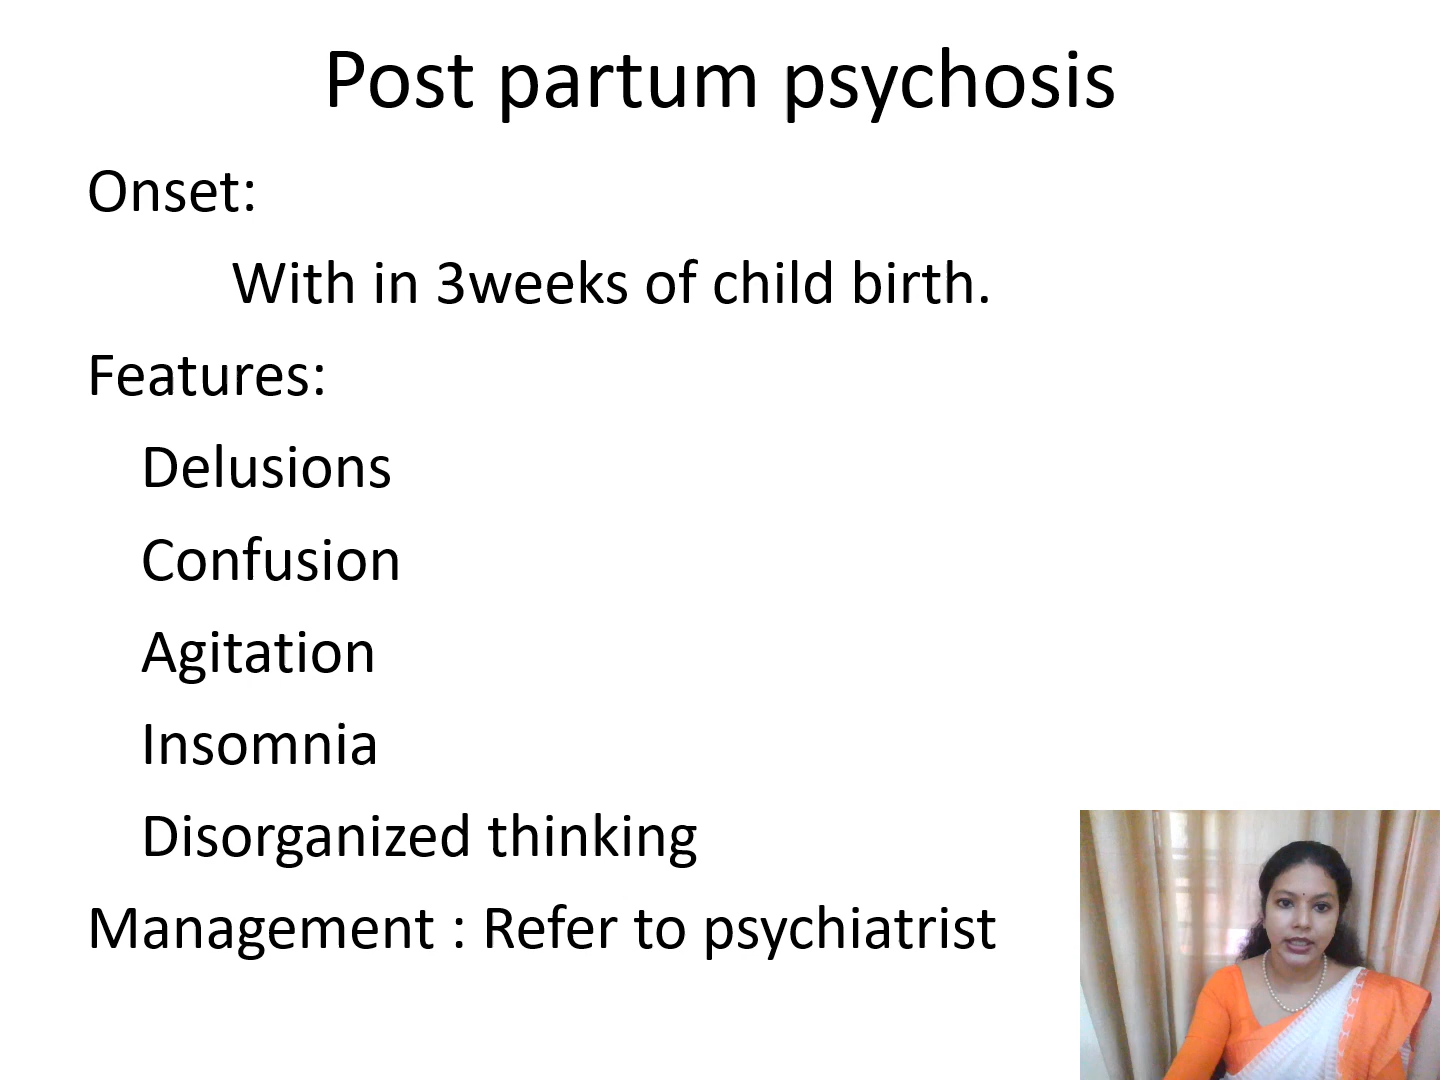 Post partum psychosis
Onset:
With in 3weeks of child birth.
Features:
Delusions
Confusion
Agitation
Insomnia
Disorganized thinking
Management : Refer to psychiatrist